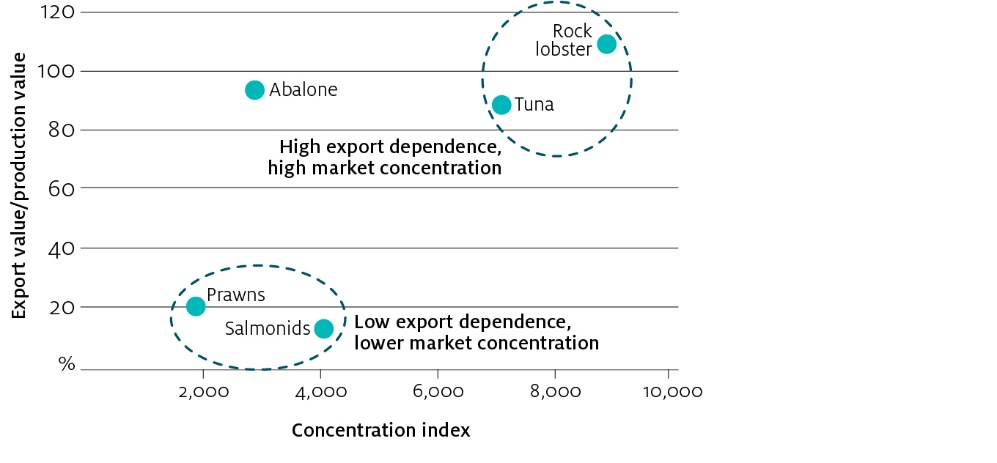 120
Rock
lobster
100
Abalone
Tuna
80
High export dependence,
high market concentration
60
40
Prawns
20
Salmonids
Low export dependence,
lower market concentration
%
2,000
4,000
6,000
8,000
10,000
Concentration index
Export value/production value